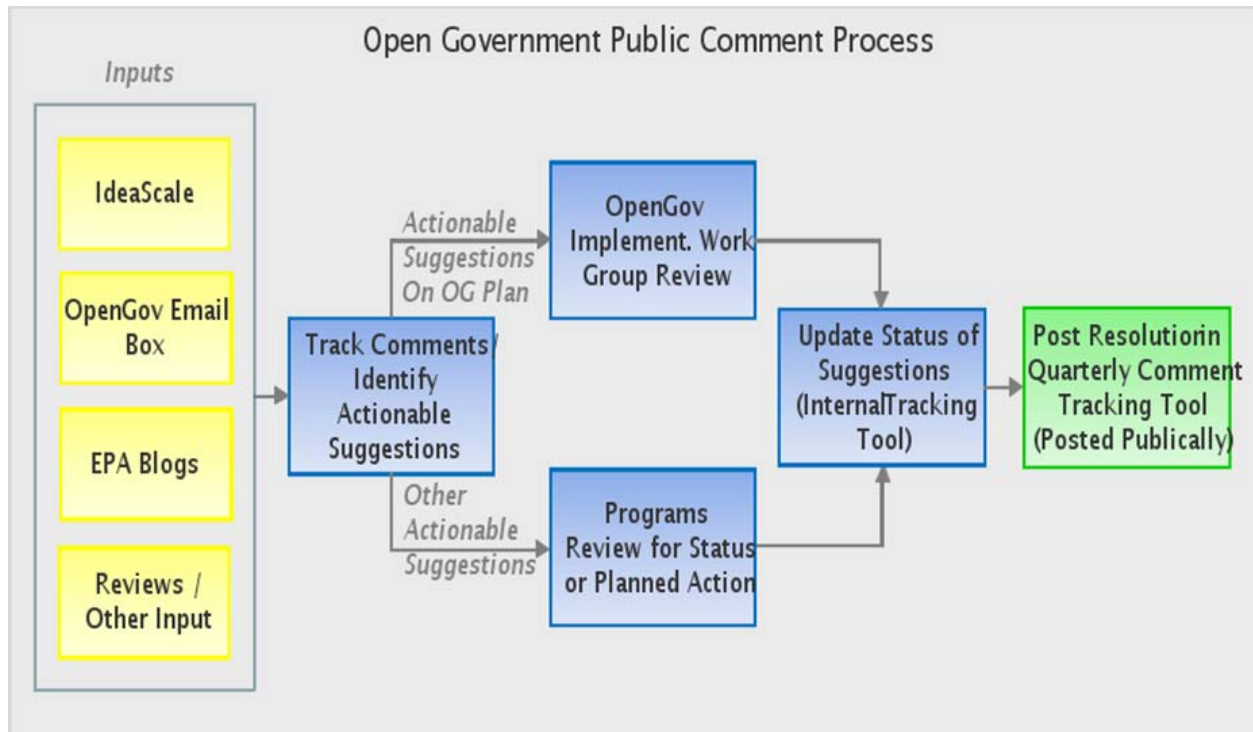 Open Government Public Comment Process
Inputs
IdeaScale
OpenGov Email
Box
EPA Blogs
Reviews /
Other Input
Track Comments/
Identify
Actionable
Suggestions
Actionable
Suggestions
On OG Plan
Other
Actionable
Suggestions
OpenGov
Implement. Work
Group Review
Programs
Review for Status
or Planned Action
Update Status of
Suggestions
(InternalTracking
Tool)
Post Resolutiorin
Quarterly Comment
Tracking Tool
(Posted Publically)